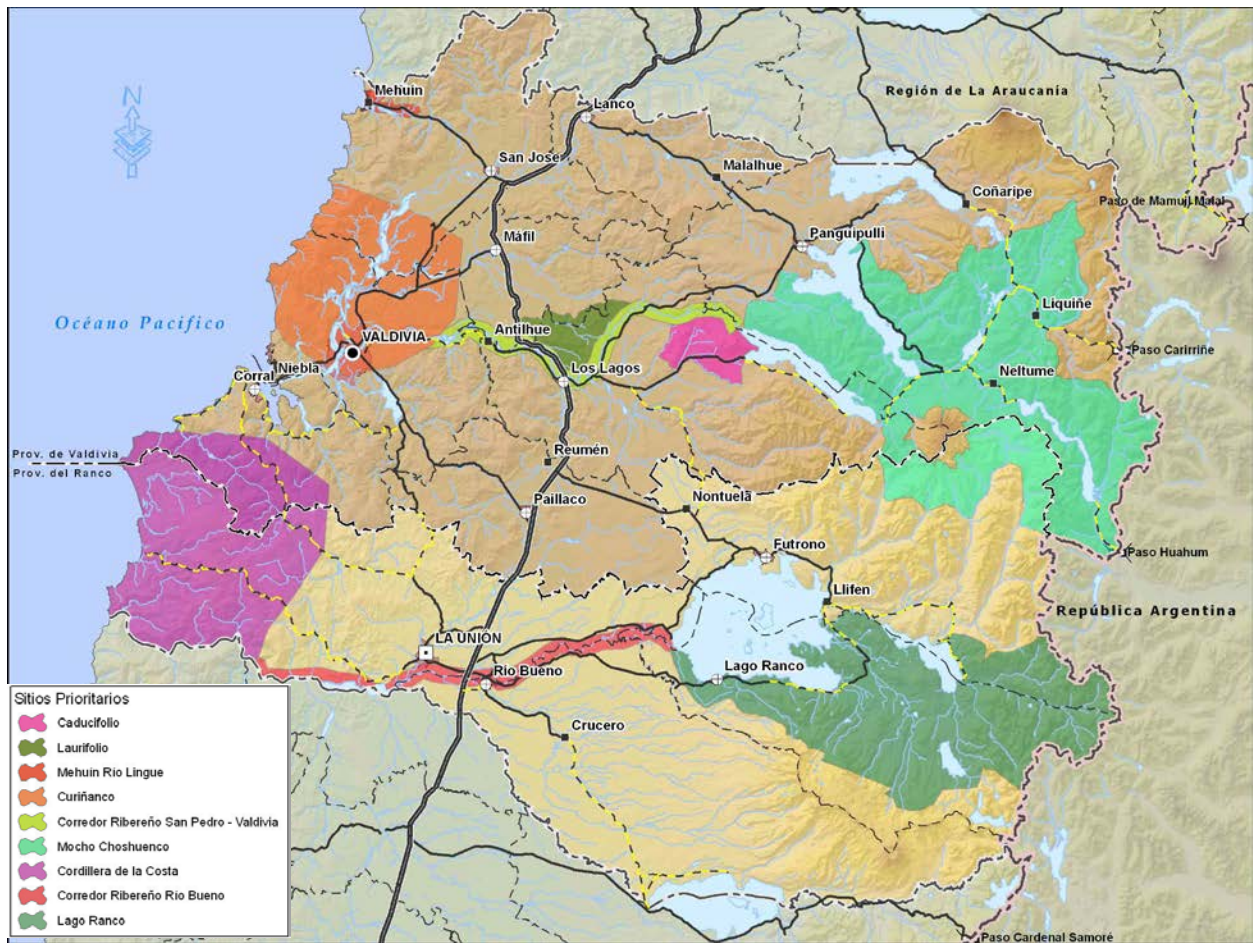 N
Mehuin
Lanco
Región de La Araucanía
San José
Malalhue
Coñaripe
Paso de Mamuil Malal
Máfil
Panguipulli
Océano Pacifico
Liquiñe
VALDIVIA
Antilhue
Paso Carirriñe
Niebla
Corral
Los Lagos
Neltume
Prov. de Valdivia
Prov. del Ranco
Reumén
Paillaco
Nontuelá
Futrono
Paso Huahum
Llifen
República Argentina
LA UNIÓN
Río Bueno
Lago Ranco
Crucero
Paso Cardenal Samoré
Sitios Prioritarios
Caducifolio
Laurifolio
Mehuin Río Lingue
Curiñanco
Corredor Ribereño San Pedro - Valdivia
Mocho Choshuenco
Cordillera de la Costa
Corredor Ribereño Río Bueno
Lago Ranco